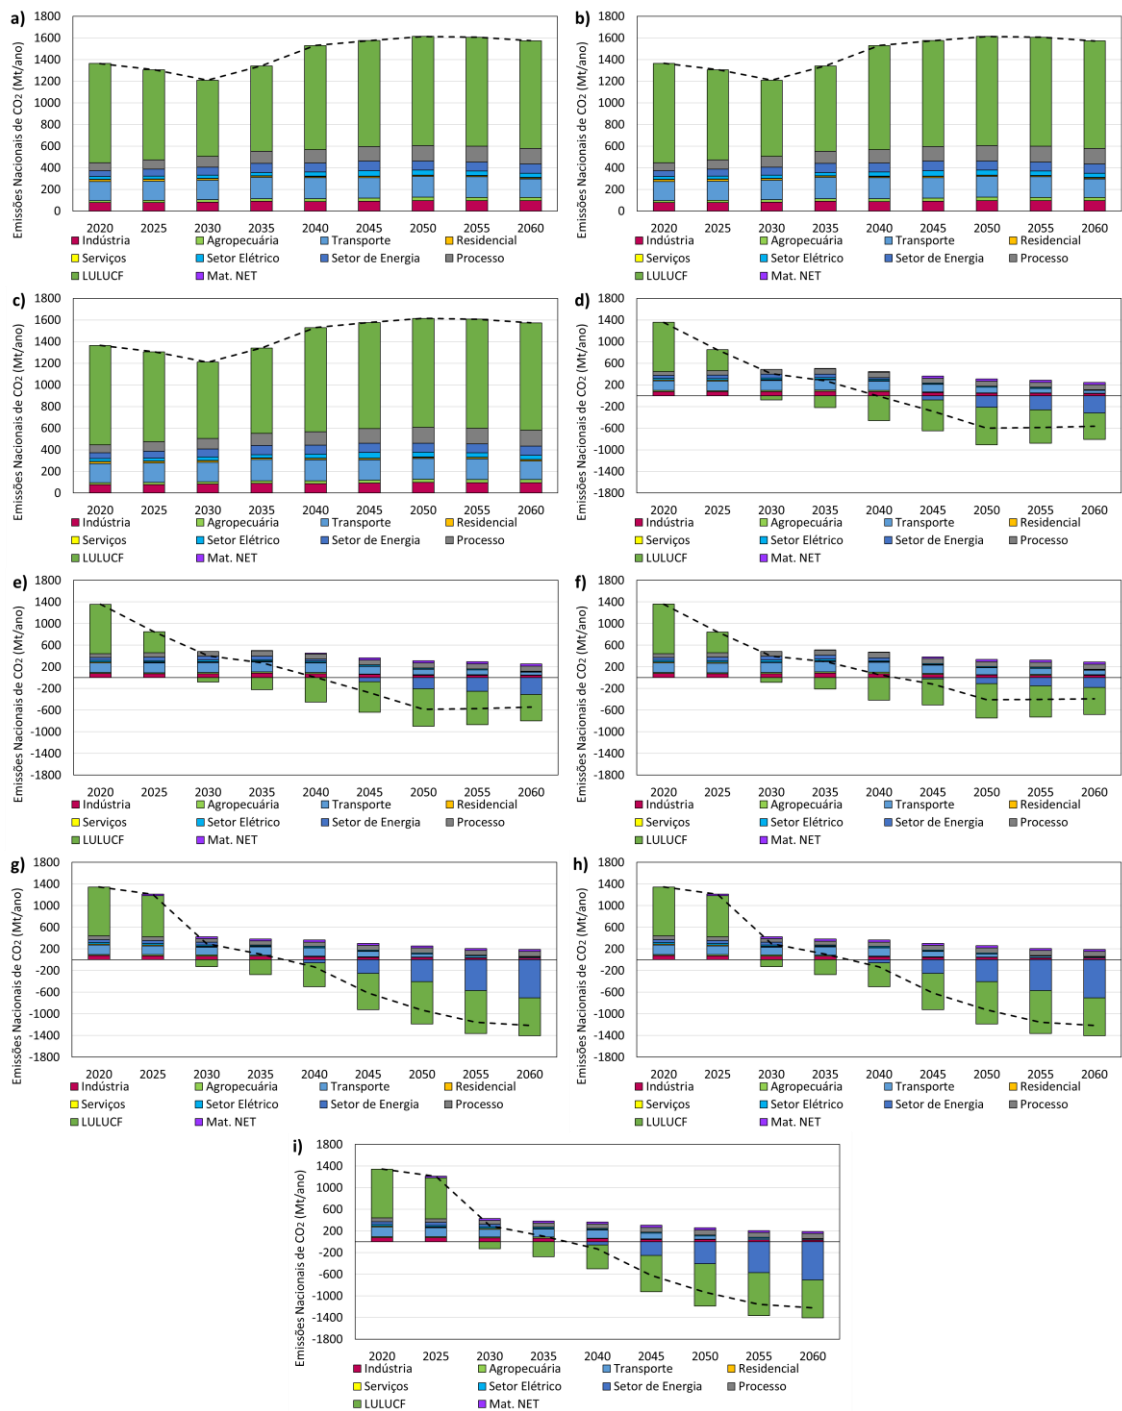 a)
Emissões Nacionais de CO2 (Mt/ano)
1800
1600
1400
1200
1000
800
600
400
200
0
2020 2025 2030 2035 2040 2045 2050 2055 2060
Indústria Agropecuária Transporte Residencial
Serviços Setor Elétrico Setor de Energia Processo
LULUCF Mat. NET
b)
Emissões Nacionais de CO2 (Mt/ano)
1800
1600
1400
1200
1000
800
600
400
200
0
2020 2025 2030 2035 2040 2045 2050 2055 2060
Indústria Agropecuária Transporte Residencial
Serviços Setor Elétrico Setor de Energia Processo
LULUCF Mat. NET
c)
Emissões Nacionais de CO2 (Mt/ano)
1800
1600
1400
1200
1000
800
600
400
200
0
2020 2025 2030 2035 2040 2045 2050 2055 2060
Indústria Agropecuária Transporte Residencial
Serviços Setor Elétrico Setor de Energia Processo
LULUCF Mat. NET
d)
Emissões Nacionais de CO2 (Mt/ano)
1800
1400
1000
600
200
-200
-600
-1000
-1400
-1800
2020 2025 2030 2035 2040 2045 2050 2055 2060
Indústria Agropecuária Transporte Residencial
Serviços Setor Elétrico Setor de Energia Processo
LULUCF Mat. NET
e)
Emissões Nacionais de CO2 (Mt/ano)
1800
1400
1000
600
200
-200
-600
-1000
-1400
-1800
2020 2025 2030 2035 2040 2045 2050 2055 2060
Indústria Agropecuária Transporte Residencial
Serviços Setor Elétrico Setor de Energia Processo
LULUCF Mat. NET
f)
Emissões Nacionais de CO2 (Mt/ano)
1800
1400
1000
600
200
-200
-600
-1000
-1400
-1800
2020 2025 2030 2035 2040 2045 2050 2055 2060
Indústria Agropecuária Transporte Residencial
Serviços Setor Elétrico Setor de Energia Processo
LULUCF Mat. NET
g)
Emissões Nacionais de CO2 (Mt/ano)
1800
1400
1000
600
200
-200
-600
-1000
-1400
-1800
2020 2025 2030 2035 2040 2045 2050 2055 2060
Indústria Agropecuária Transporte Residencial
Serviços Setor Elétrico Setor de Energia Processo
LULUCF Mat. NET
h)
Emissões Nacionais de CO2 (Mt/ano)
1800
1400
1000
600
200
-200
-600
-1000
-1400
-1800
2020 2025 2030 2035 2040 2045 2050 2055 2060
Indústria Agropecuária Transporte Residencial
Serviços Setor Elétrico Setor de Energia Processo
LULUCF Mat. NET
i)
Emissões Nacionais de CO2 (Mt/ano)
1800
1400
1000
600
200
-200
-600
-1000
-1400
-1800
2020 2025 2030 2035 2040 2045 2050 2055 2060
Indústria Agropecuária Transporte Residencial
Serviços Setor Elétrico Setor de Energia Processo
LULUCF Mat. NET